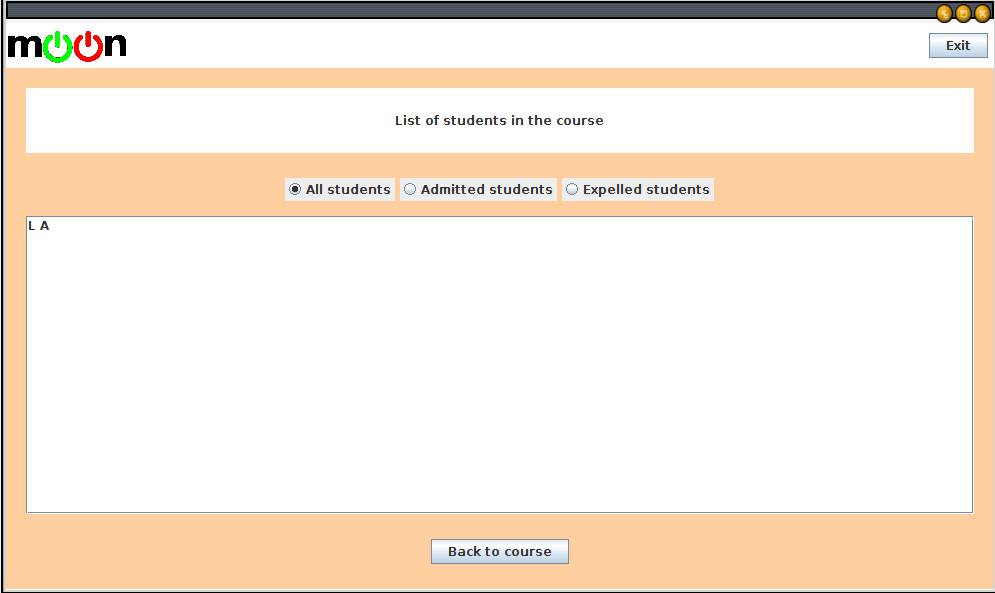 moon
Exit
List of students in the course
All students Admitted students Expelled students
L A
Back to course